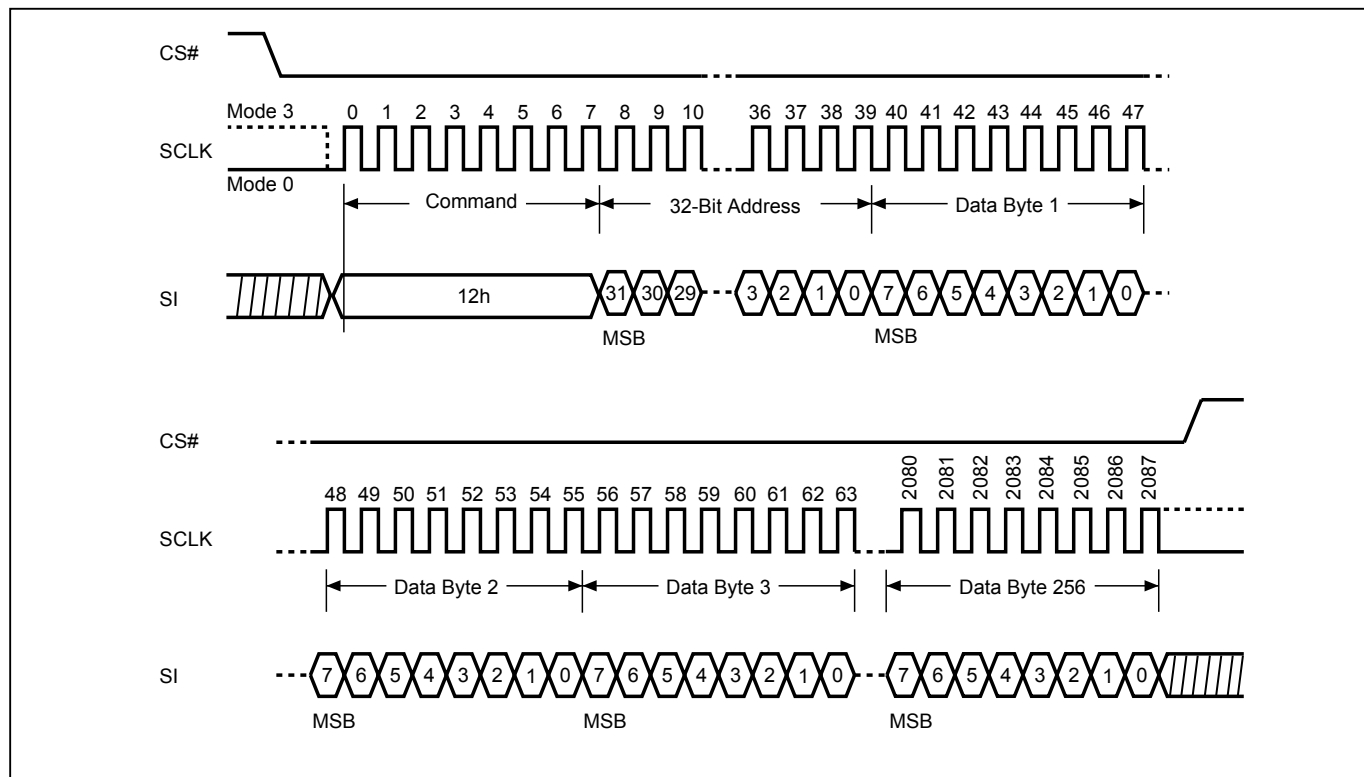 CS#
Mode 3 0 1 2 3 4 5 6 7 8 9 10 36 37 38 39 40 41 42 43 44 45 46 47
SCLK
Mode 0
Command 32-Bit Address Data Byte 1
SI 12h 31 30 29 3 2 1 0 7 6 5 4 3 2 1 0
MSB MSB
CS#
48 49 50 51 52 53 54 55 56 57 58 59 60 61 62 63 2080 2081 2082 2083 2084 2085 2086 2087
SCLK
Data Byte 2 Data Byte 3 Data Byte 256
SI 7 6 5 4 3 2 1 0 7 6 5 4 3 2 1 0 7 6 5 4 3 2 1 0
MSB MSB MSB